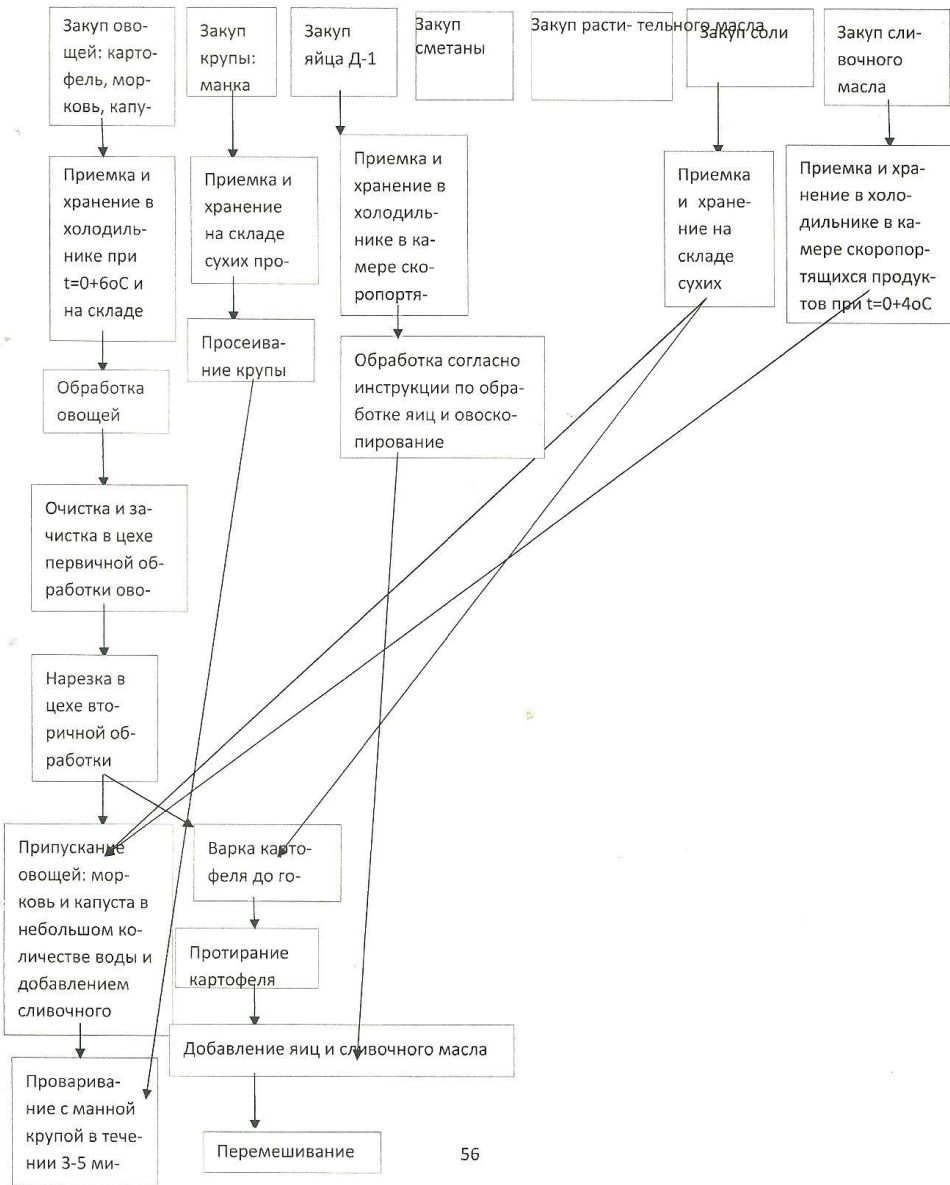 Закуп ово-
щей: карто-
фель, мор-
ковь, капу-
Закуп
крупы:
манка
Закуп
яйца Д-1
Закуп
сметаны
Закуп расти- тельного масла
Закуп соли
Закуп сли-
вочного
масла
Приемка и
хранение в
холодиль-
нике при
t=0+6оС и
на складе
Приемка и
хранение
на складе
сухих про-
Приемка и
хранение в
холодиль-
нике в ка-
мере ско-
ропортя-
Приемка
и хране-
ние на
складе
сухих
Приемка и хра-
нение в холо-
дильнике в ка-
мере скоропор-
тящихся продук-
тов при t=0+4оС
Просеива-
ние крупы
Обработка согласно
инструкции по обра-
ботке яиц и овоско-
пирование
Обработка
овощей
Очистка и за-
чистка в цехе
первичной об-
работки ово-
Нарезка в
цехе вто-
ричной об-
работки
Припускание
овощей: мор-
ковь и капуста в
небольшом ко-
личестве воды и
добавлением
сливочного
Варка карто-
феля до го-
Протирание
картофеля
Добавление яиц и сливочного масла
Проварива-
ние с манной
крупой в тече-
нии 3-5 ми-
Перемешивание
56